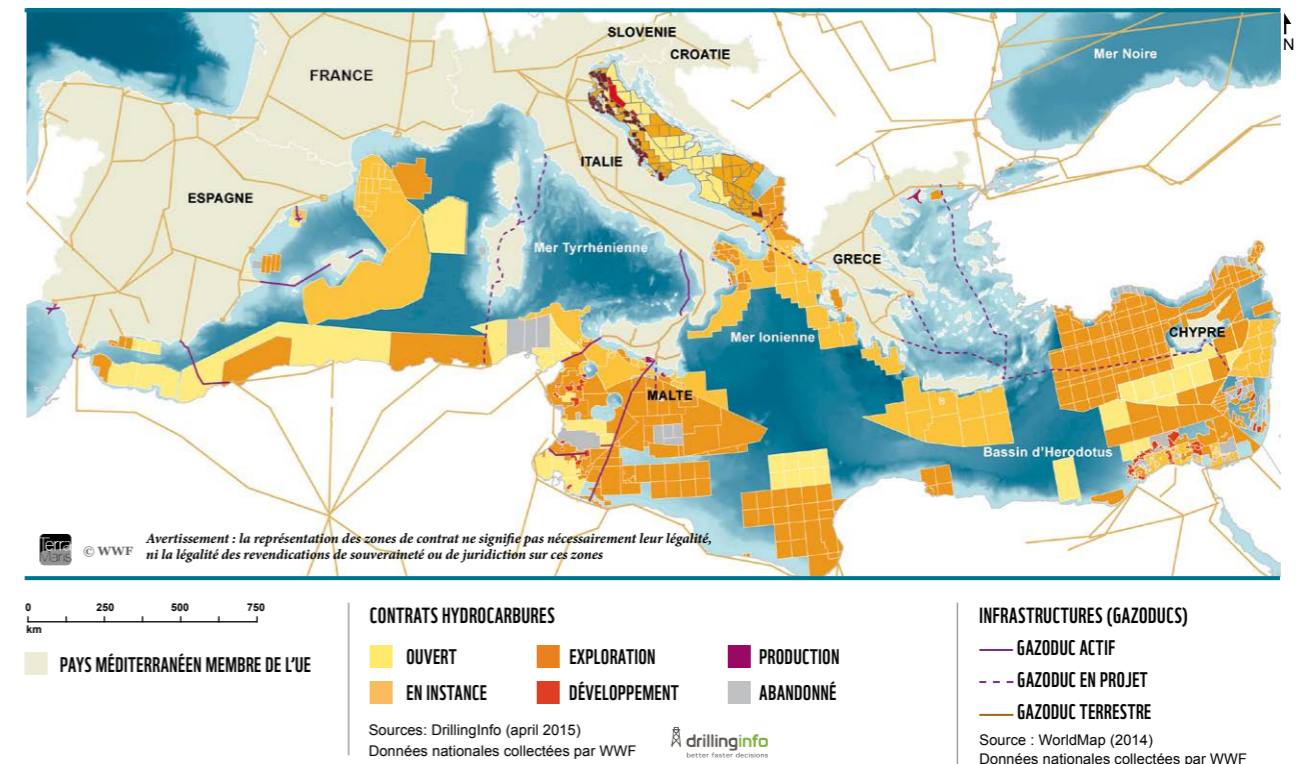 SLOVENIE
CROATIE
FRANCE
Mer Noire
N
ITALIE
ESPAGNE
Mer Tyrrhénienne
GRECE
CHYPRE
Mer Ionienne
MALTE
Bassin d'Herodotus
Terra
Maris
© WWF
Avertissement : la représentation des zones de contrat ne signifie pas nécessairement leur légalité,
ni la légalité des revendications de souveraineté ou de juridiction sur ces zones
0 250 500 750
km
PAYS MÉDITERRANÉEN MEMBRE DE L'UE
CONTRATS HYDROCARBURES
OUVERT
EXPLORATION
PRODUCTION
EN INSTANCE
DÉVELOPPEMENT
ABANDONNÉ
Sources: DrillingInfo (april 2015)
Données nationales collectées par WWF
drillinginfo
better faster decisions
INFRASTRUCTURES (GAZODUCS)
GAZODUC ACTIF
GAZODUC EN PROJET
GAZODUC TERRESTRE
Source : WorldMap (2014)
Données nationales collectées par WWF